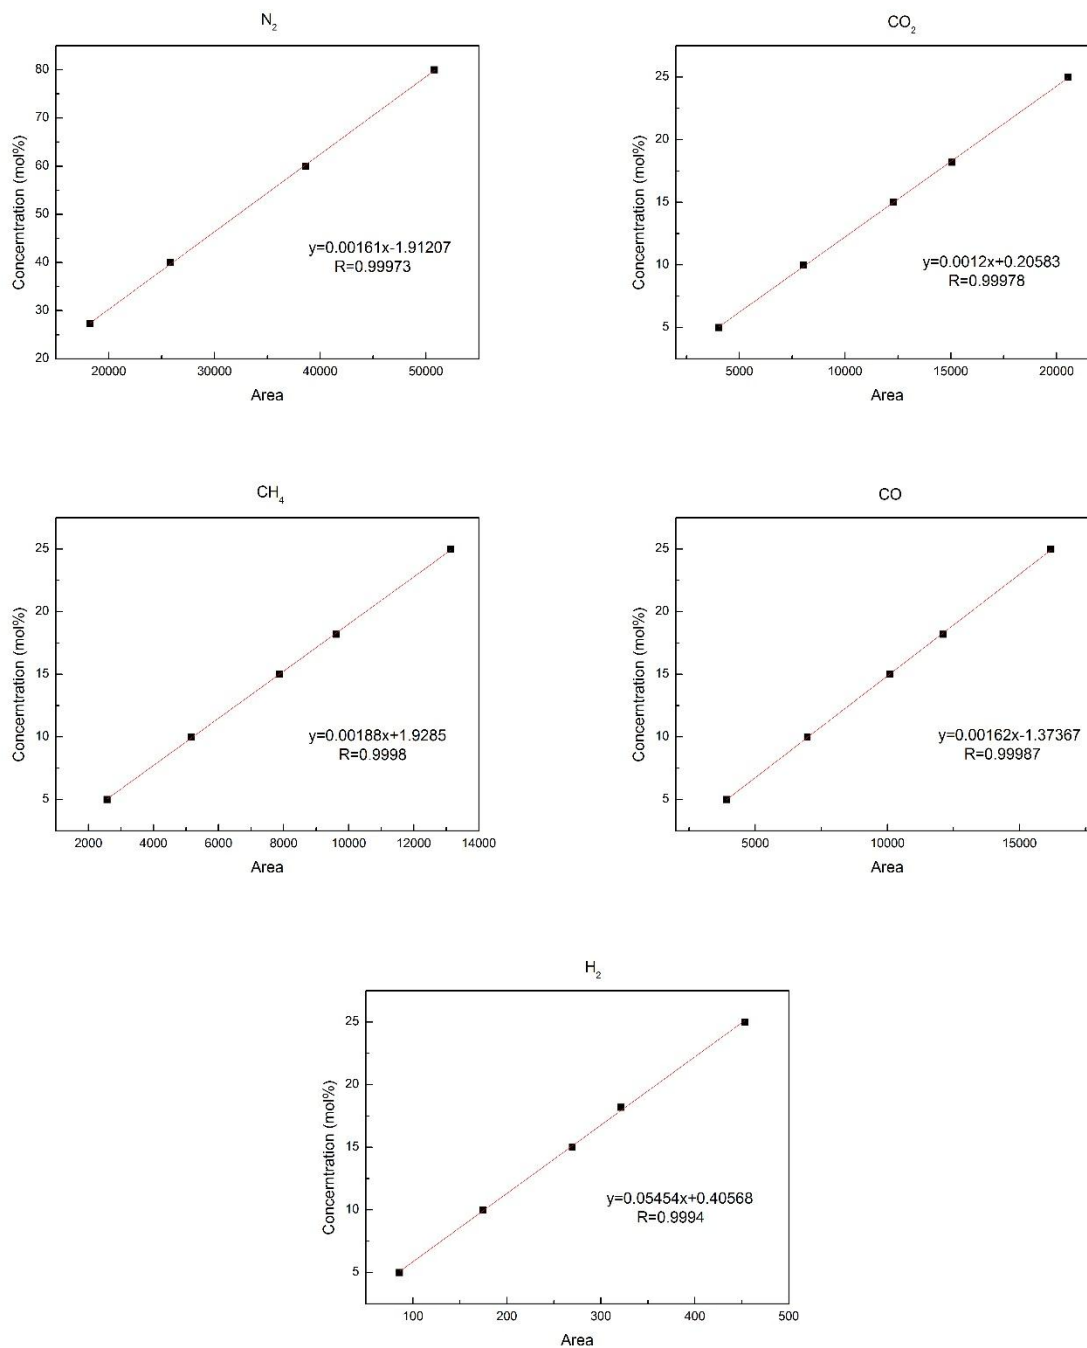 N₂
80
70
60
50
40
30
20
Concerntration (mol%)
y=0.00161x-1.91207
R=0.99973
20000 30000 40000 50000
Area
CO₂
25
20
15
10
5
Concerntration (mol%)
y=0.0012x+0.20583
R=0.99978
5000 10000 15000 20000
Area
CH₄
25
20
15
10
5
Concerntration (mol%)
y=0.00188x+1.9285
R=0.9998
2000 4000 6000 8000 10000 12000 14000
Area
CO
25
20
15
10
5
Concerntration (mol%)
y=0.00162x-1.37367
R=0.99987
5000 10000 15000
Area
H₂
25
20
15
10
5
Concerntration (mol%)
y=0.05454x+0.40568
R=0.9994
100 200 300 400 500
Area